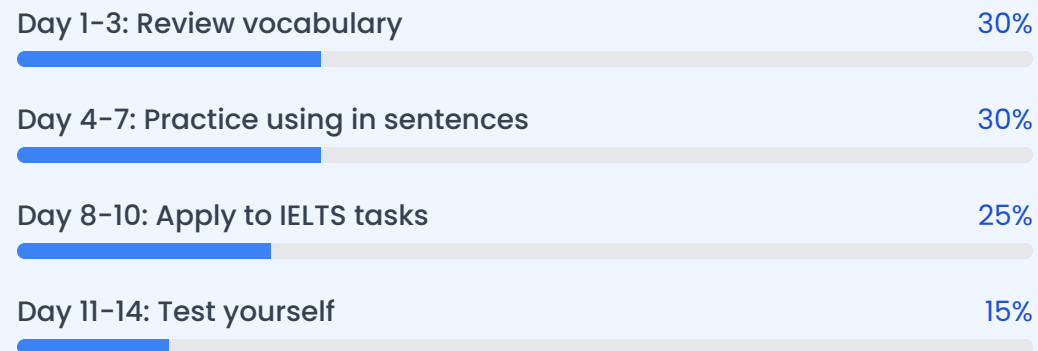 Day 1-3: Review vocabulary 30%
Day 4-7: Practice using in sentences 30%
Day 8-10: Apply to IELTS tasks 25%
Day 11-14: Test yourself 15%